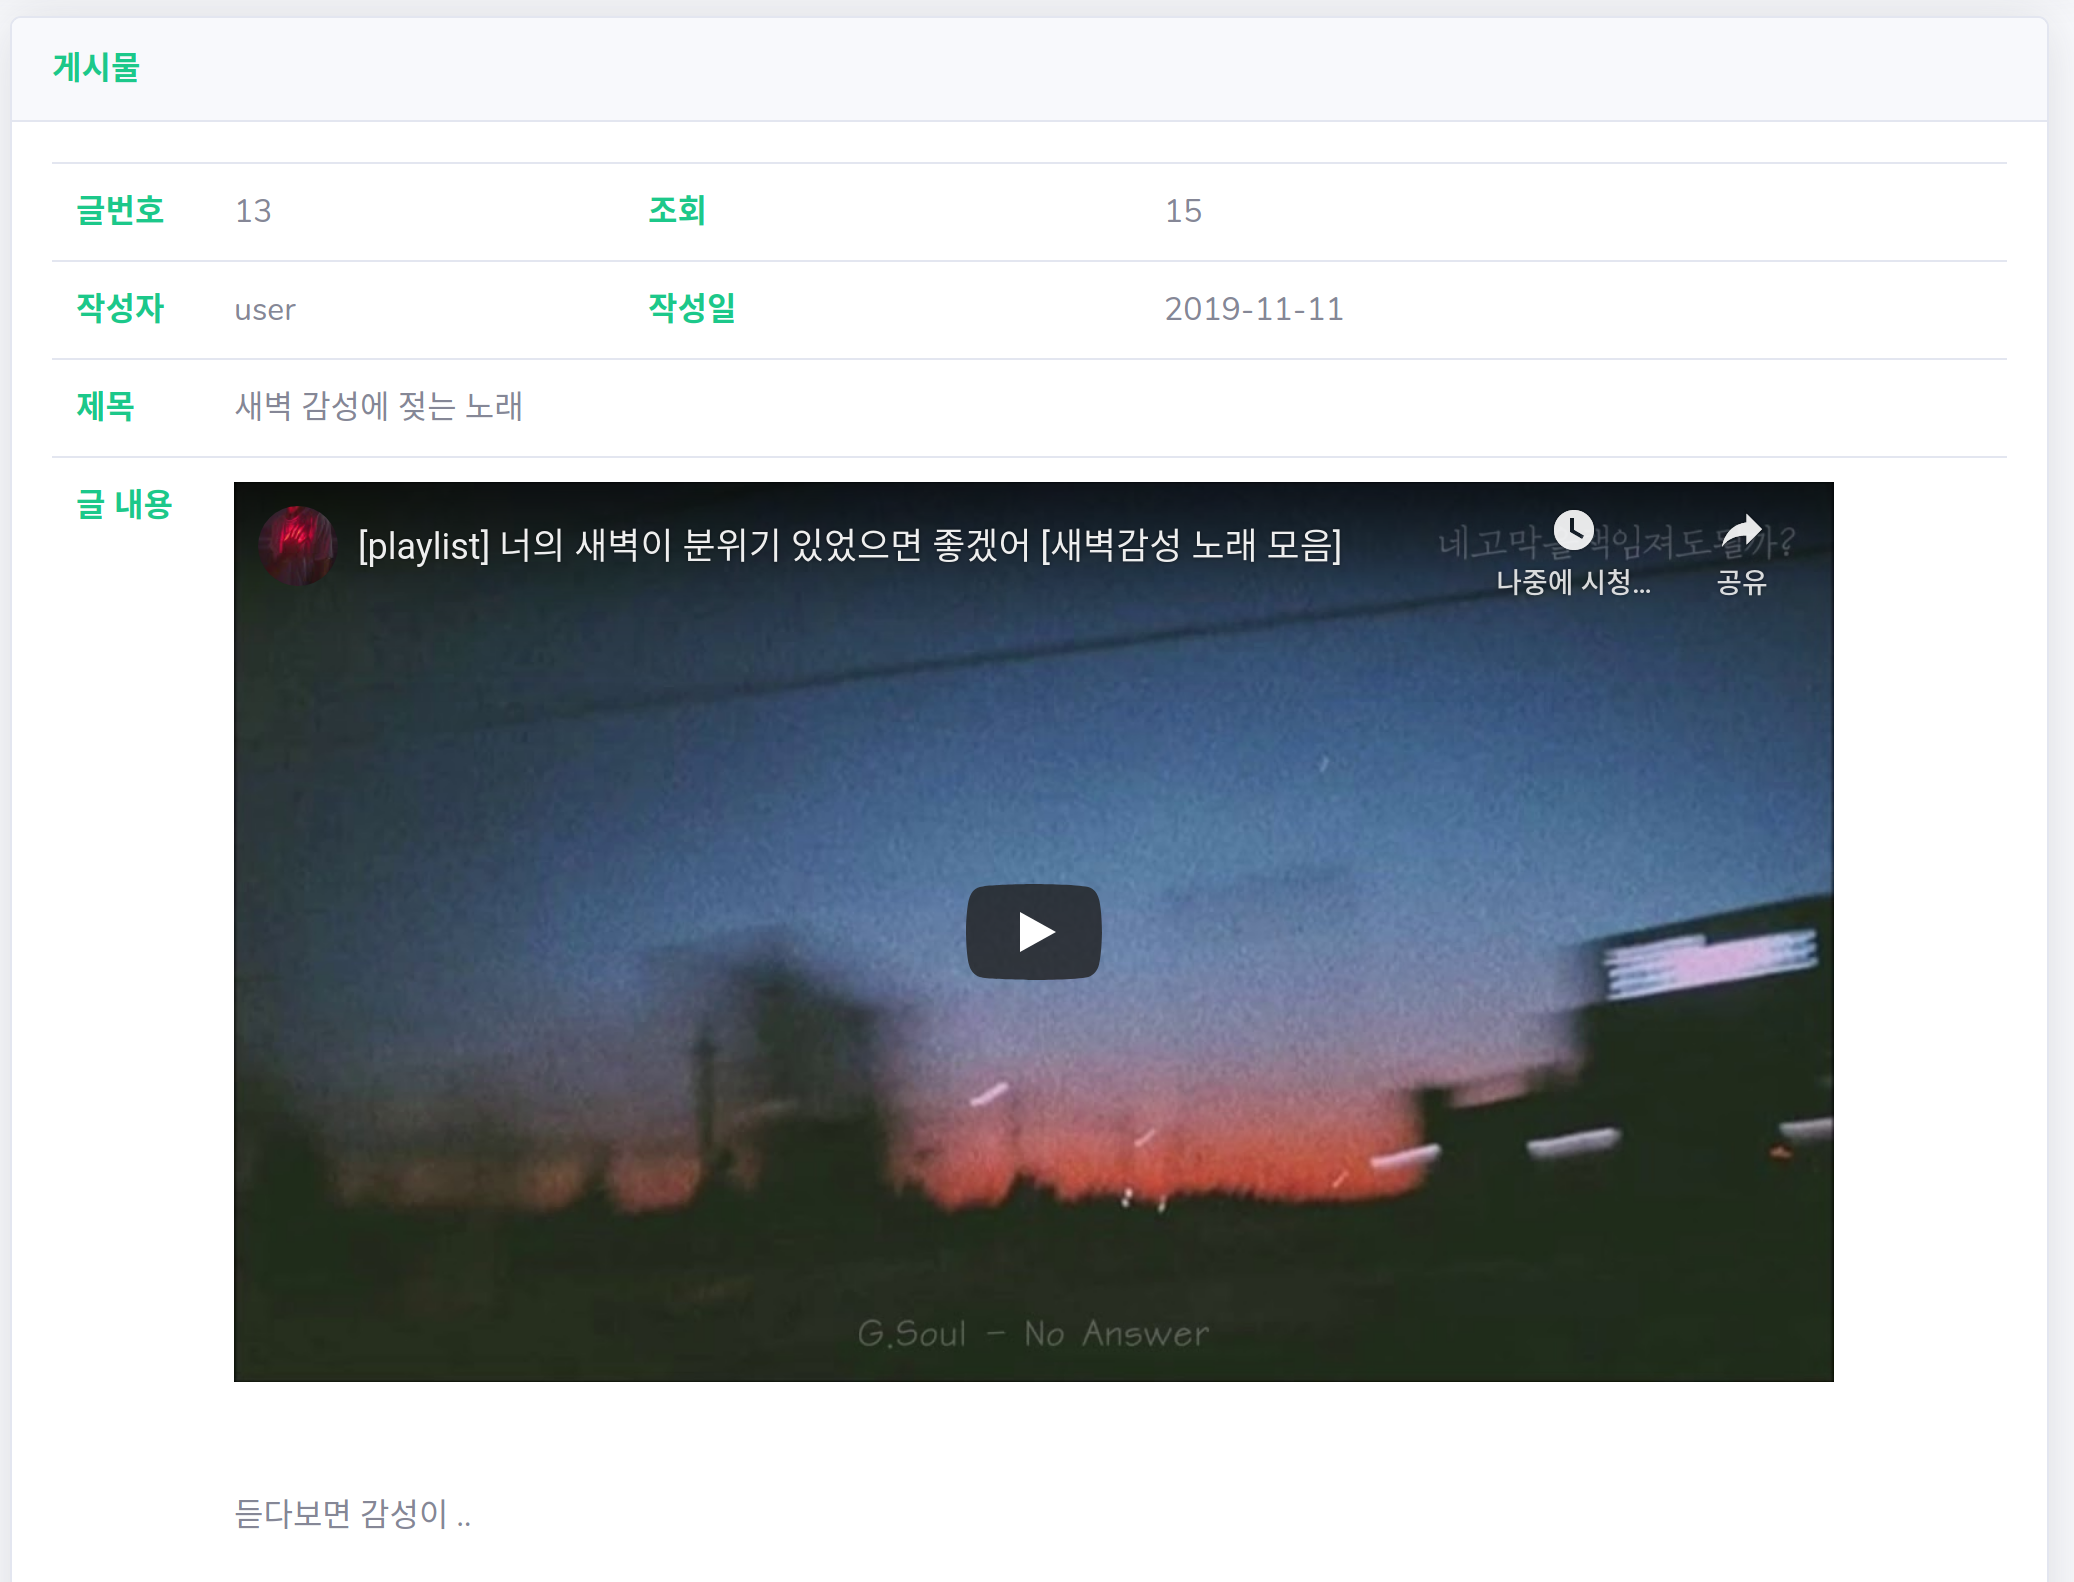 게시물
글번호 13 조회 15
작성자 user 작성일 2019-11-11
제목 새벽 감성에 젖는 노래
글 내용
[playlist] 너의 새벽이 분위기 있었으면 좋겠어 [새벽감성 노래 모음]
네고막을 책임져도될까?
나중에 시청... 공유
G.Soul - No Answer
듣다보면 감성이 ..